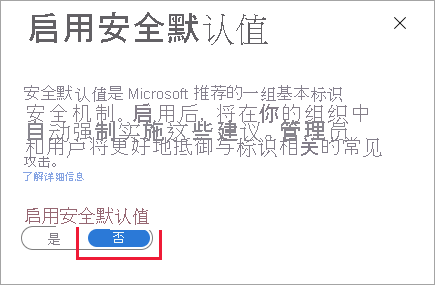 启用安全默认值
安全默认值是 Microsoft 推荐的一组基本标识
安全机制。启用后，将在你的组织中
自动强制实施这些建议。管理员
和用户将更好地抵御与标识相关的常见
攻击。
了解详细信息
启用安全默认值
是 否